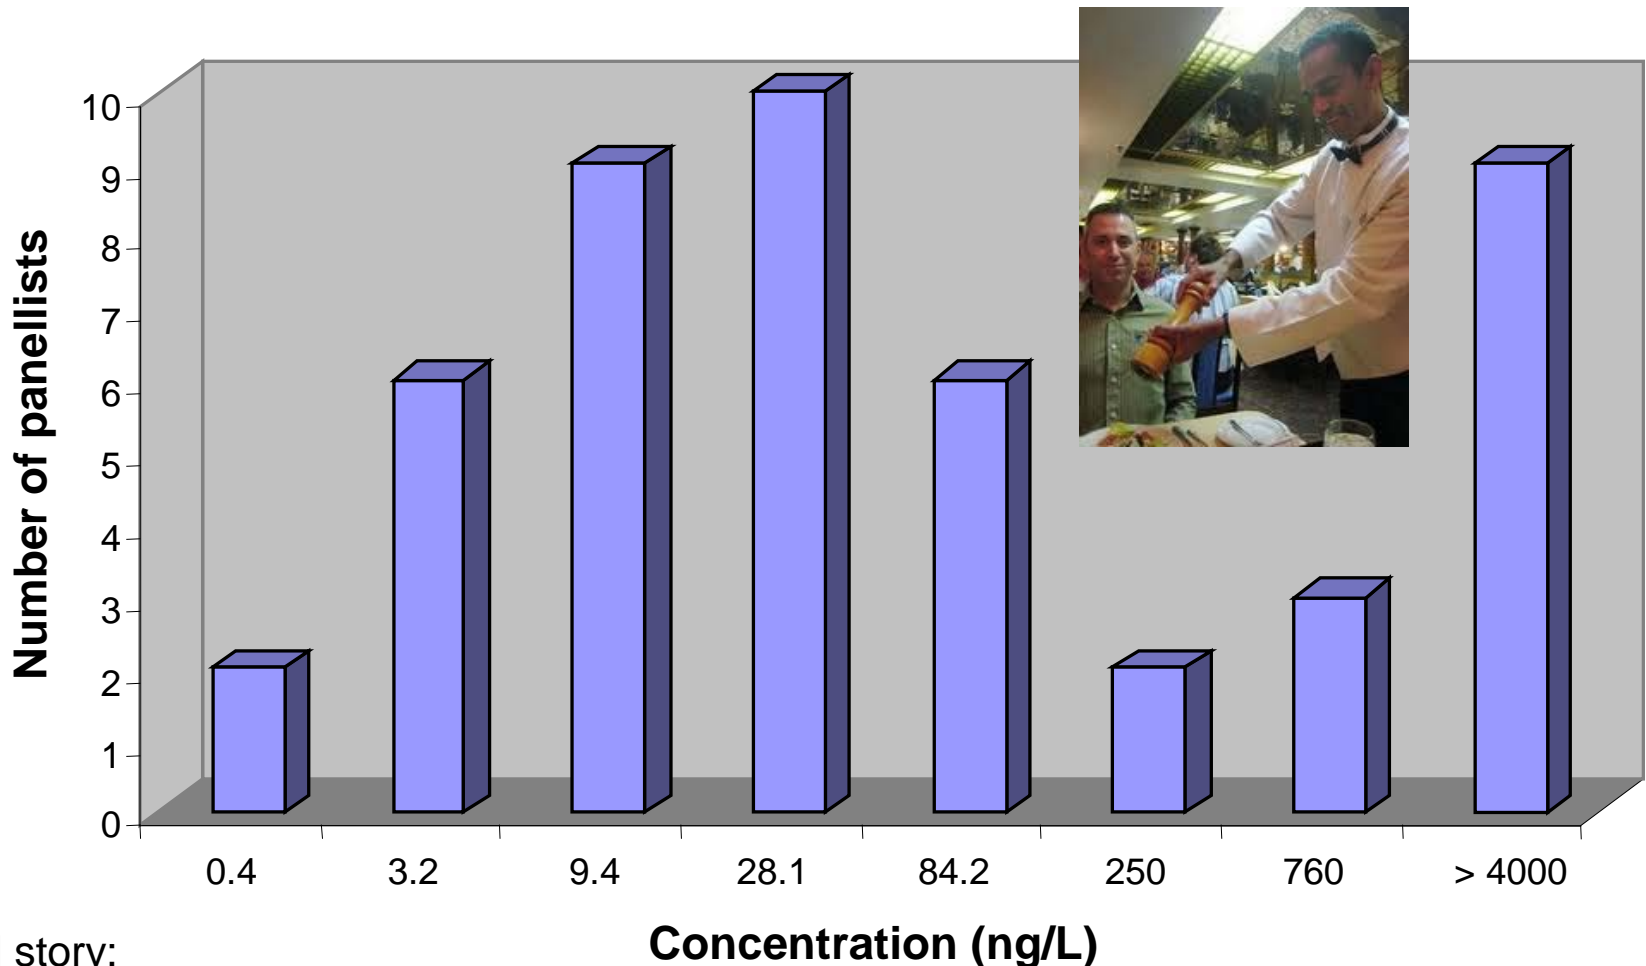 Number of panellists
10
9
8
7
6
5
4
3
2
1
0
0.4 3.2 9.4 28.1 84.2 250 760 > 4000
Concentration (ng/L)
story: